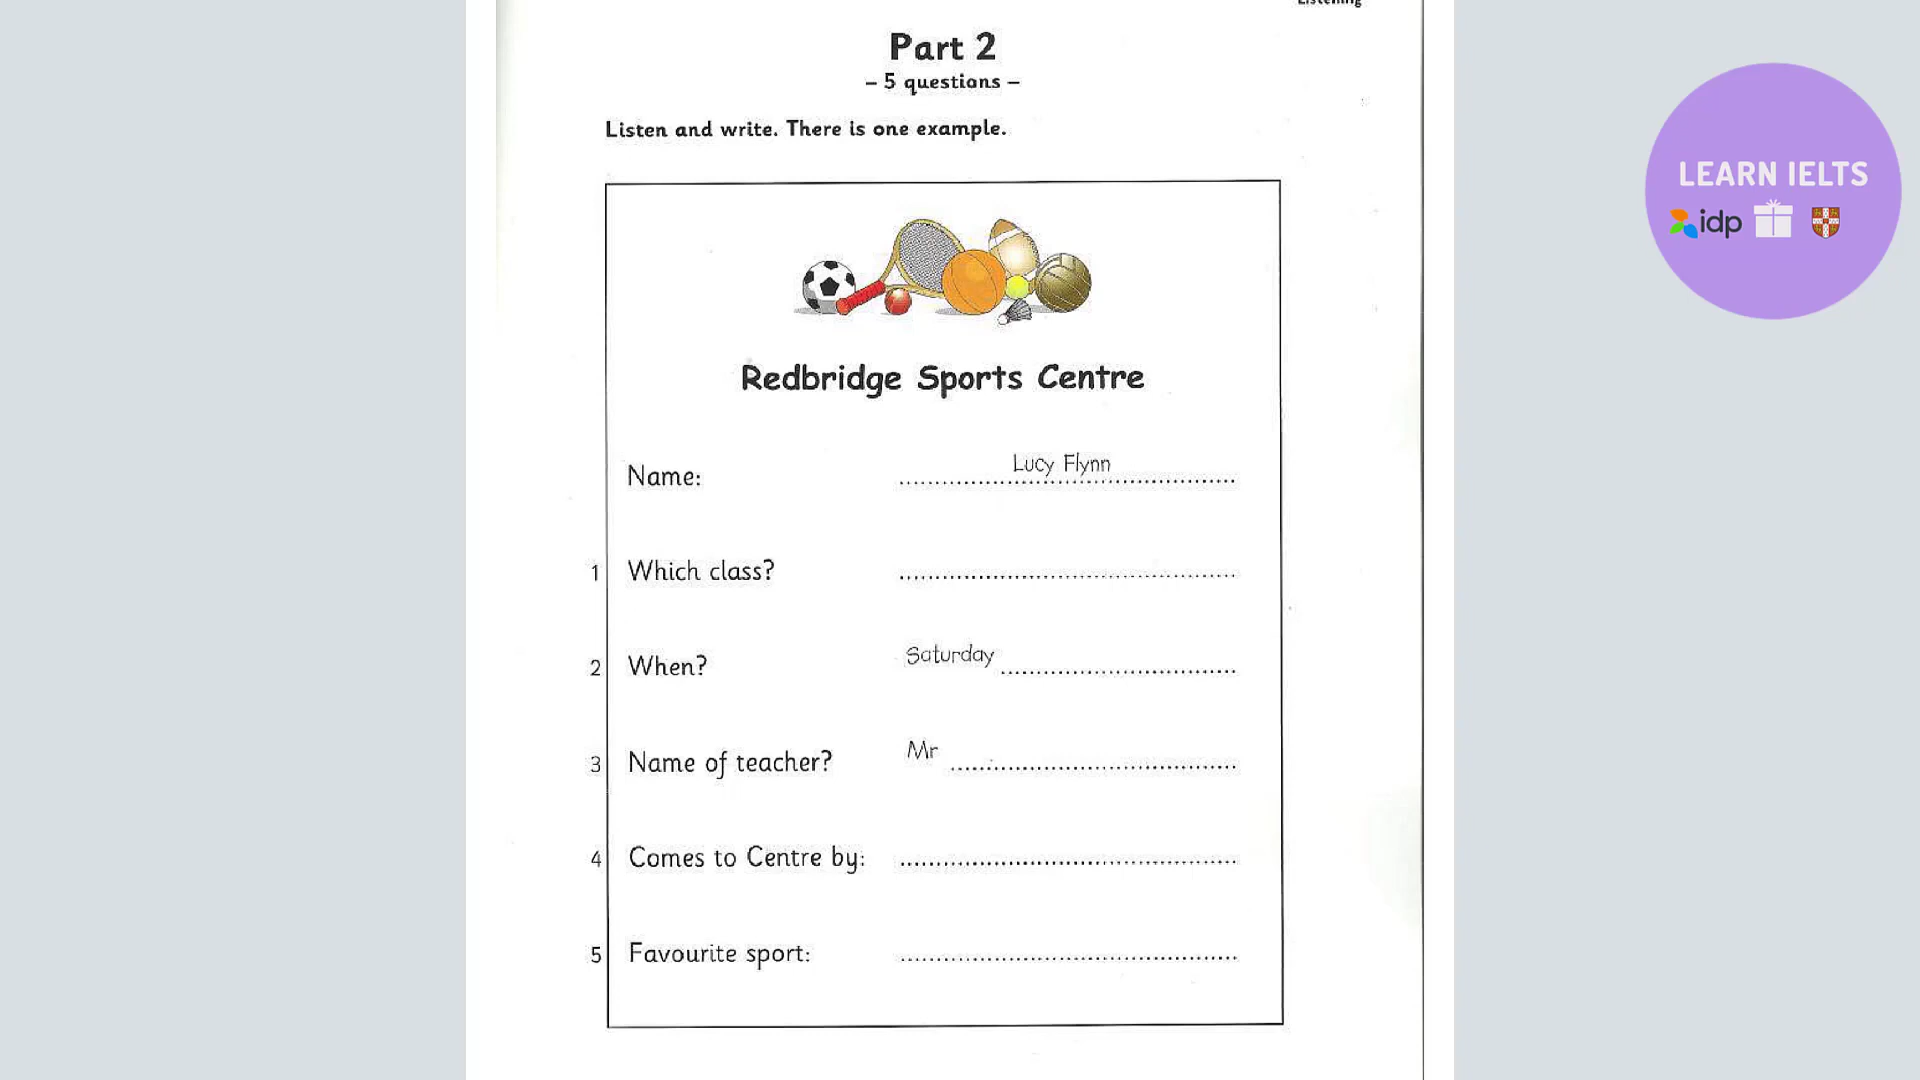 Listening
Part 2
– 5 questions –
Listen and write. There is one example.
LEARN IELTS
idp
Redbridge Sports Centre
Name: Lucy Flynn
1 Which class?
2 When? Saturday
3 Name of teacher? Mr
4 Comes to Centre by:
5 Favourite sport: